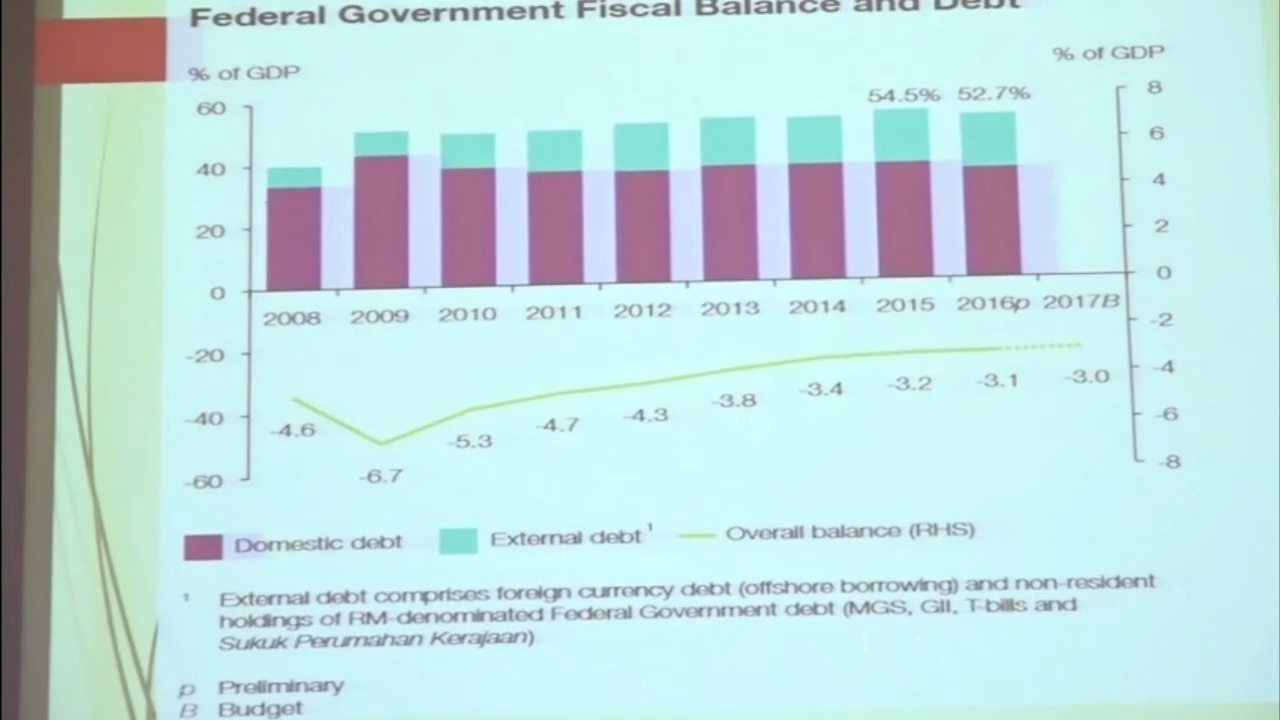 Federal Government Fiscal Balance and Debt
% of GDP
% of GDP
54.5% 52.7%
60
40
20
0
-20
-40
-60
8
6
4
2
0
-2
-4
-6
-8
2008 2009 2010 2011 2012 2013 2014 2015 2016p 2017B
-4.6 -6.7 -5.3 -4.7 -4.3 -3.8 -3.4 -3.2 -3.1 -3.0
Domestic debt External debt¹ Overall balance (RHS)
¹ External debt comprises foreign currency debt (offshore borrowing) and non-resident
holdings of RM-denominated Federal Government debt (MGS, GII, T-bills and
Sukuk Perumahan Kerajaan)
p Preliminary
B Budget